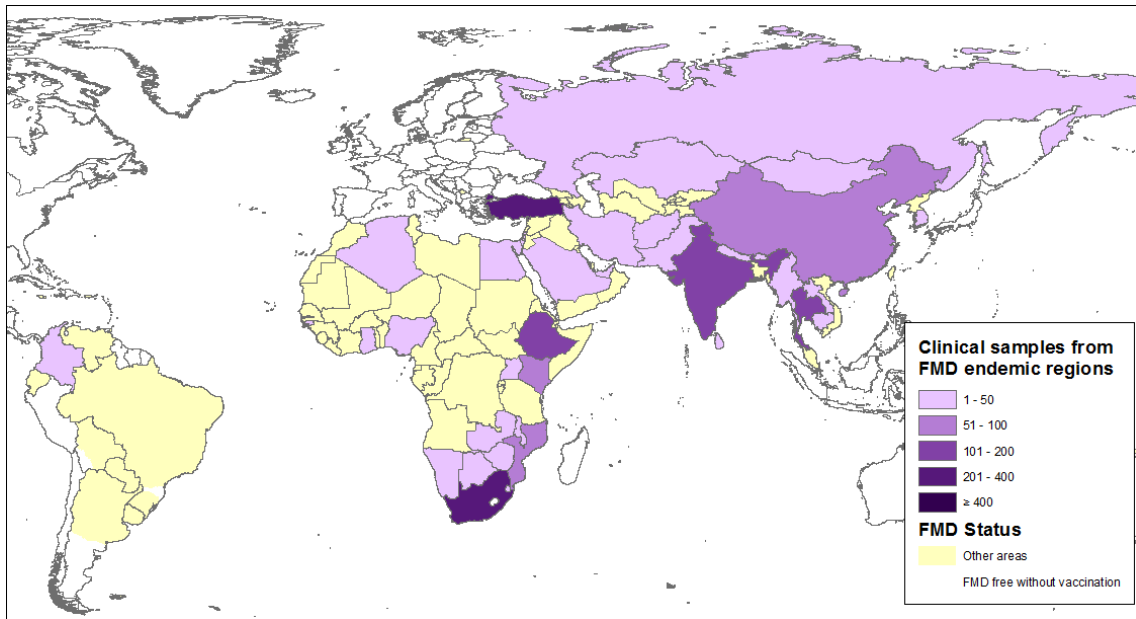 Clinical samples from
FMD endemic regions
1 - 50
51 - 100
101 - 200
201 - 400
≥ 400
FMD Status
Other areas
FMD free without vaccination